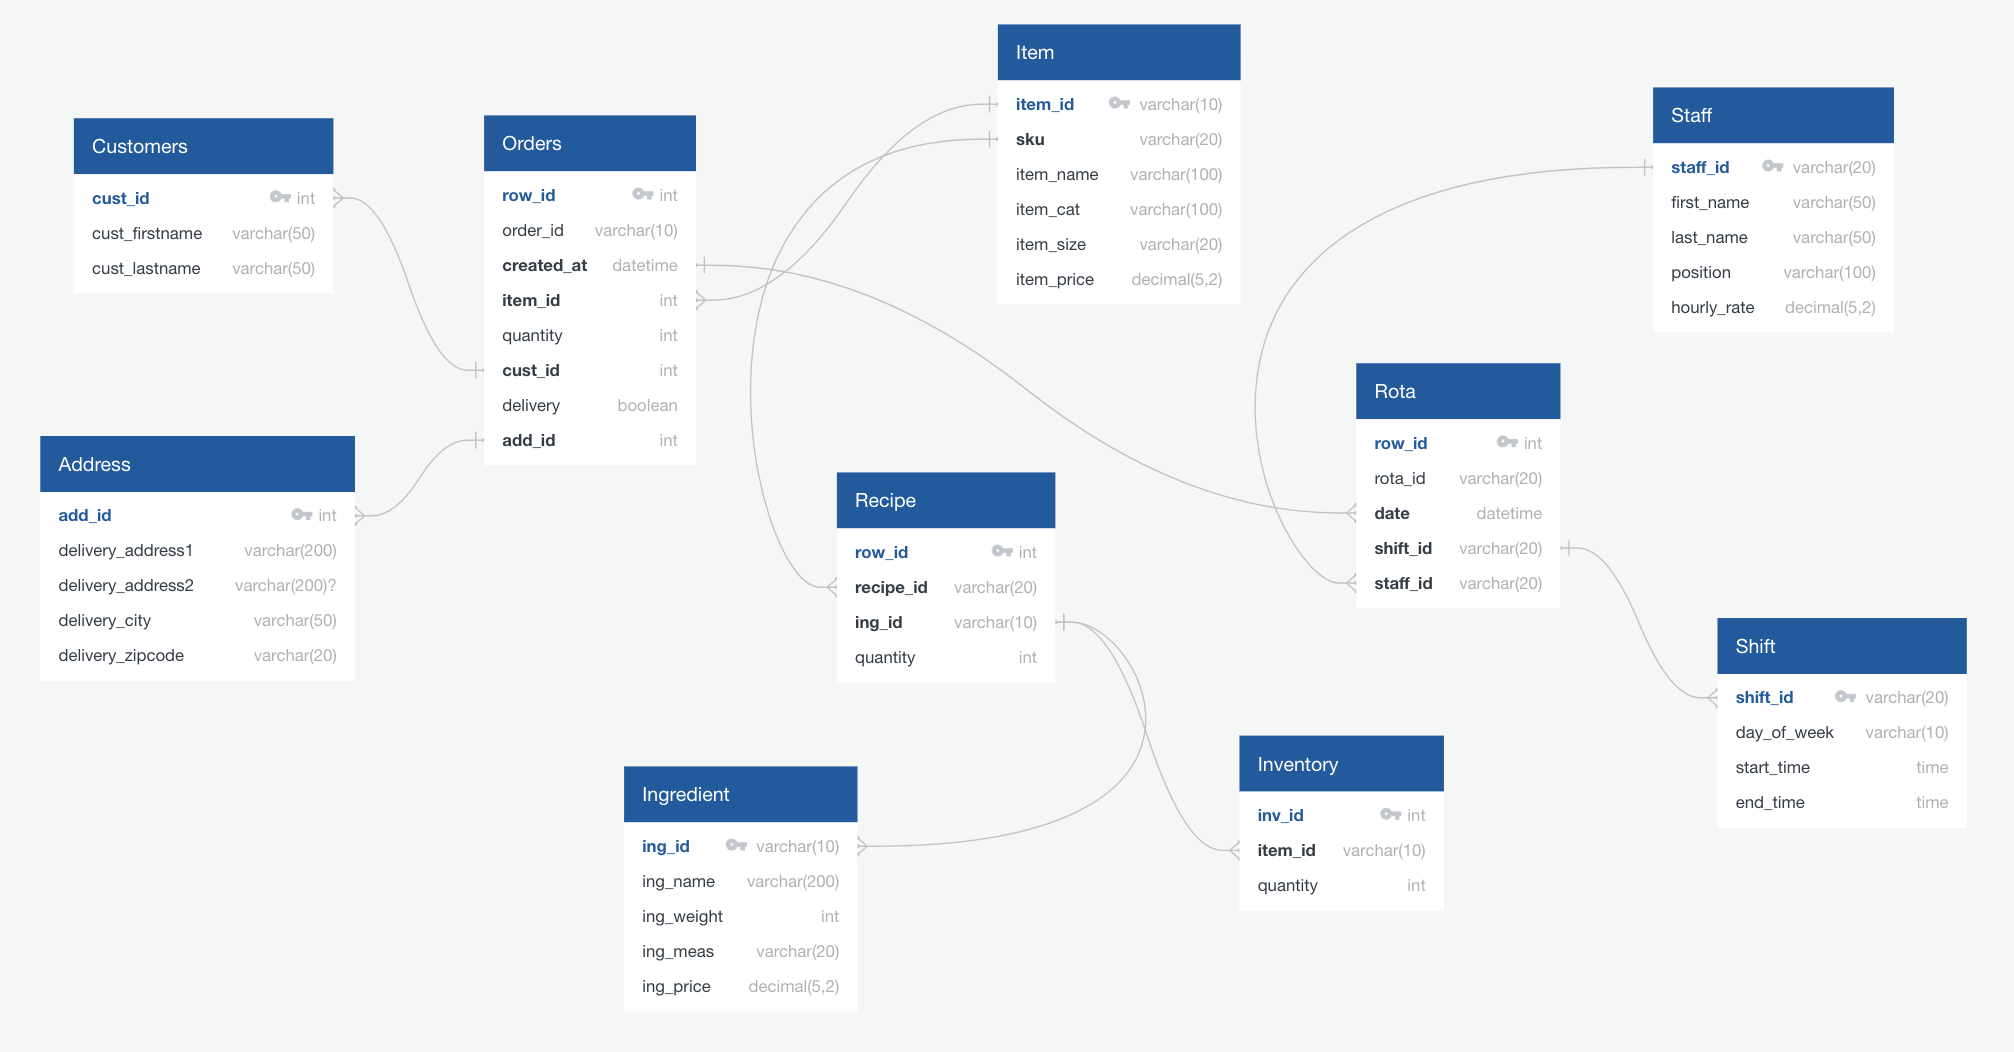 Customers
cust_id int
cust_firstname varchar(50)
cust_lastname varchar(50)
Orders
row_id int
order_id varchar(10)
created_at datetime
item_id int
quantity int
cust_id int
delivery boolean
add_id int
Item
item_id varchar(10)
sku varchar(20)
item_name varchar(100)
item_cat varchar(100)
item_size varchar(20)
item_price decimal(5,2)
Staff
staff_id varchar(20)
first_name varchar(50)
last_name varchar(50)
position varchar(100)
hourly_rate decimal(5,2)
Address
add_id int
delivery_address1 varchar(200)
delivery_address2 varchar(200)?
delivery_city varchar(50)
delivery_zipcode varchar(20)
Recipe
row_id int
recipe_id varchar(20)
ing_id varchar(10)
quantity int
Rota
row_id int
rota_id varchar(20)
date datetime
shift_id varchar(20)
staff_id varchar(20)
Shift
shift_id varchar(20)
day_of_week varchar(10)
start_time time
end_time time
Ingredient
ing_id varchar(10)
ing_name varchar(200)
ing_weight int
ing_meas varchar(20)
ing_price decimal(5,2)
Inventory
inv_id int
item_id varchar(10)
quantity int